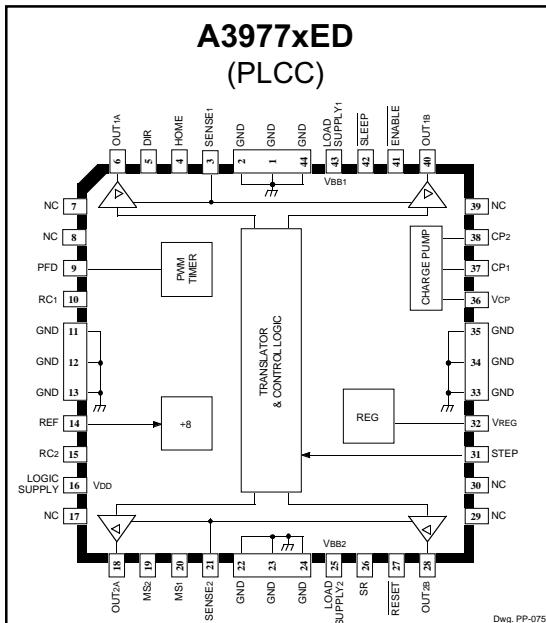 A3977xED
(PLCC)
OUT1A
DIR
HOME
SENSE1
GND
GND
GND
LOAD
SUPPLY1
SLEEP
ENABLE
OUT1B
6
5
4
3
2
1
44
43
42
41
40
VBB1
NC 7
NC 8
PFD 9
RC1 10
GND 11
GND 12
GND 13
REF 14
RC2 15
LOGIC
SUPPLY 16 VDD
NC 17
PWM
TIMER
÷8
TRANSLATOR
& CONTROL LOGIC
CHARGE PUMP
REG
39 NC
38 CP2
37 CP1
36 VCP
35 GND
34 GND
33 GND
32 VREG
31 STEP
30 NC
29 NC
VBB2
18
19
20
21
22
23
24
25
26
27
28
OUT2A
MS2
MS1
SENSE2
GND
GND
GND
LOAD
SUPPLY2
SR
RESET
OUT2B
Dwg. PP-075